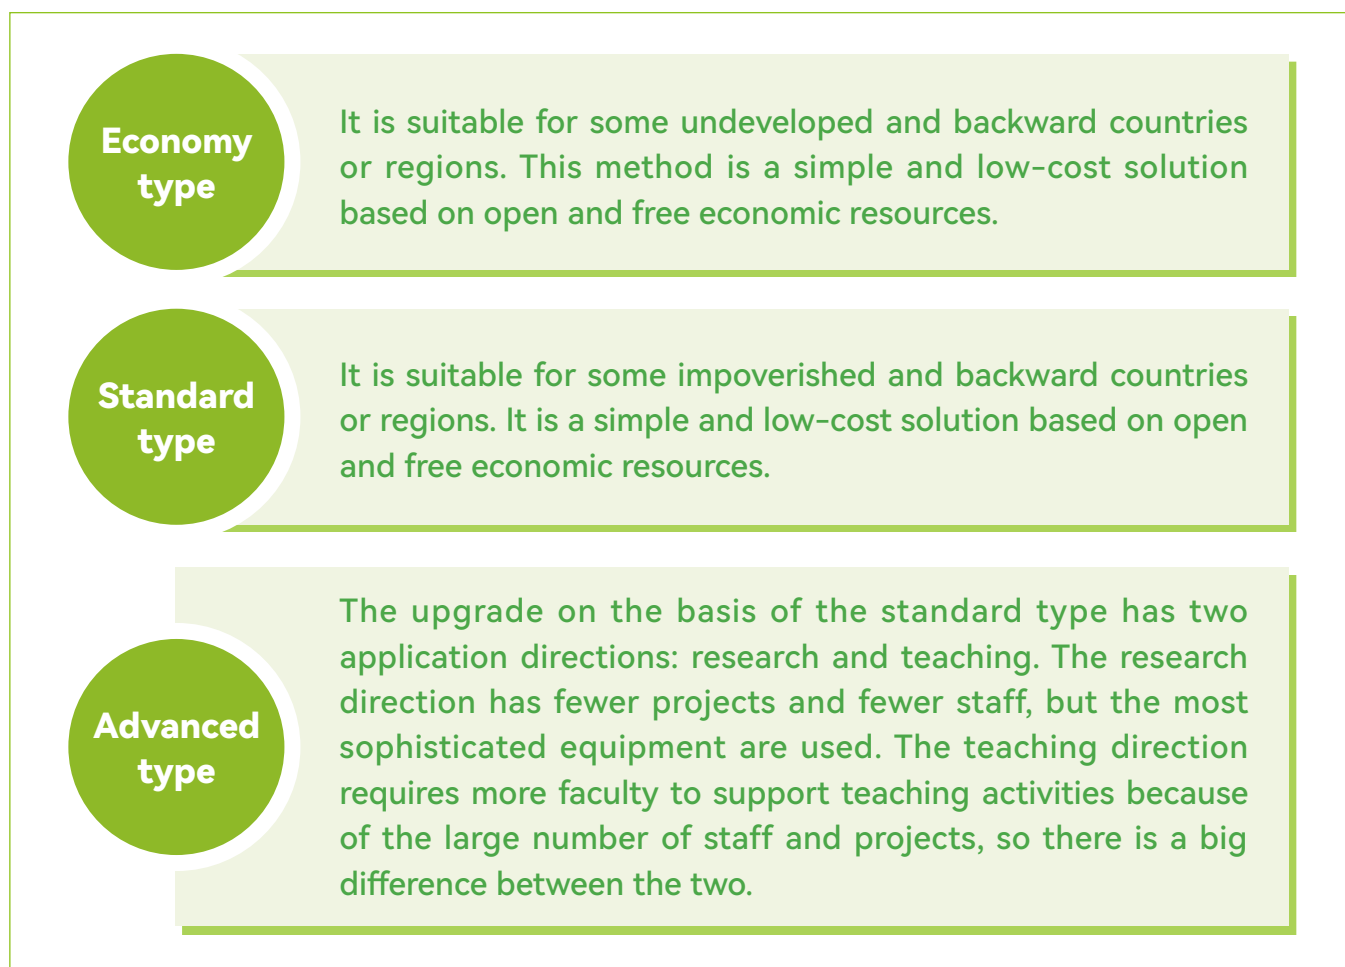 Economy
type
It is suitable for some undeveloped and backward countries
or regions. This method is a simple and low-cost solution
based on open and free economic resources.
Standard
type
It is suitable for some impoverished and backward countries
or regions. It is a simple and low-cost solution based on open
and free economic resources.
Advanced
type
The upgrade on the basis of the standard type has two
application directions: research and teaching. The research
direction has fewer projects and fewer staff, but the most
sophisticated equipment are used. The teaching direction
requires more faculty to support teaching activities because
of the large number of staff and projects, so there is a big
difference between the two.